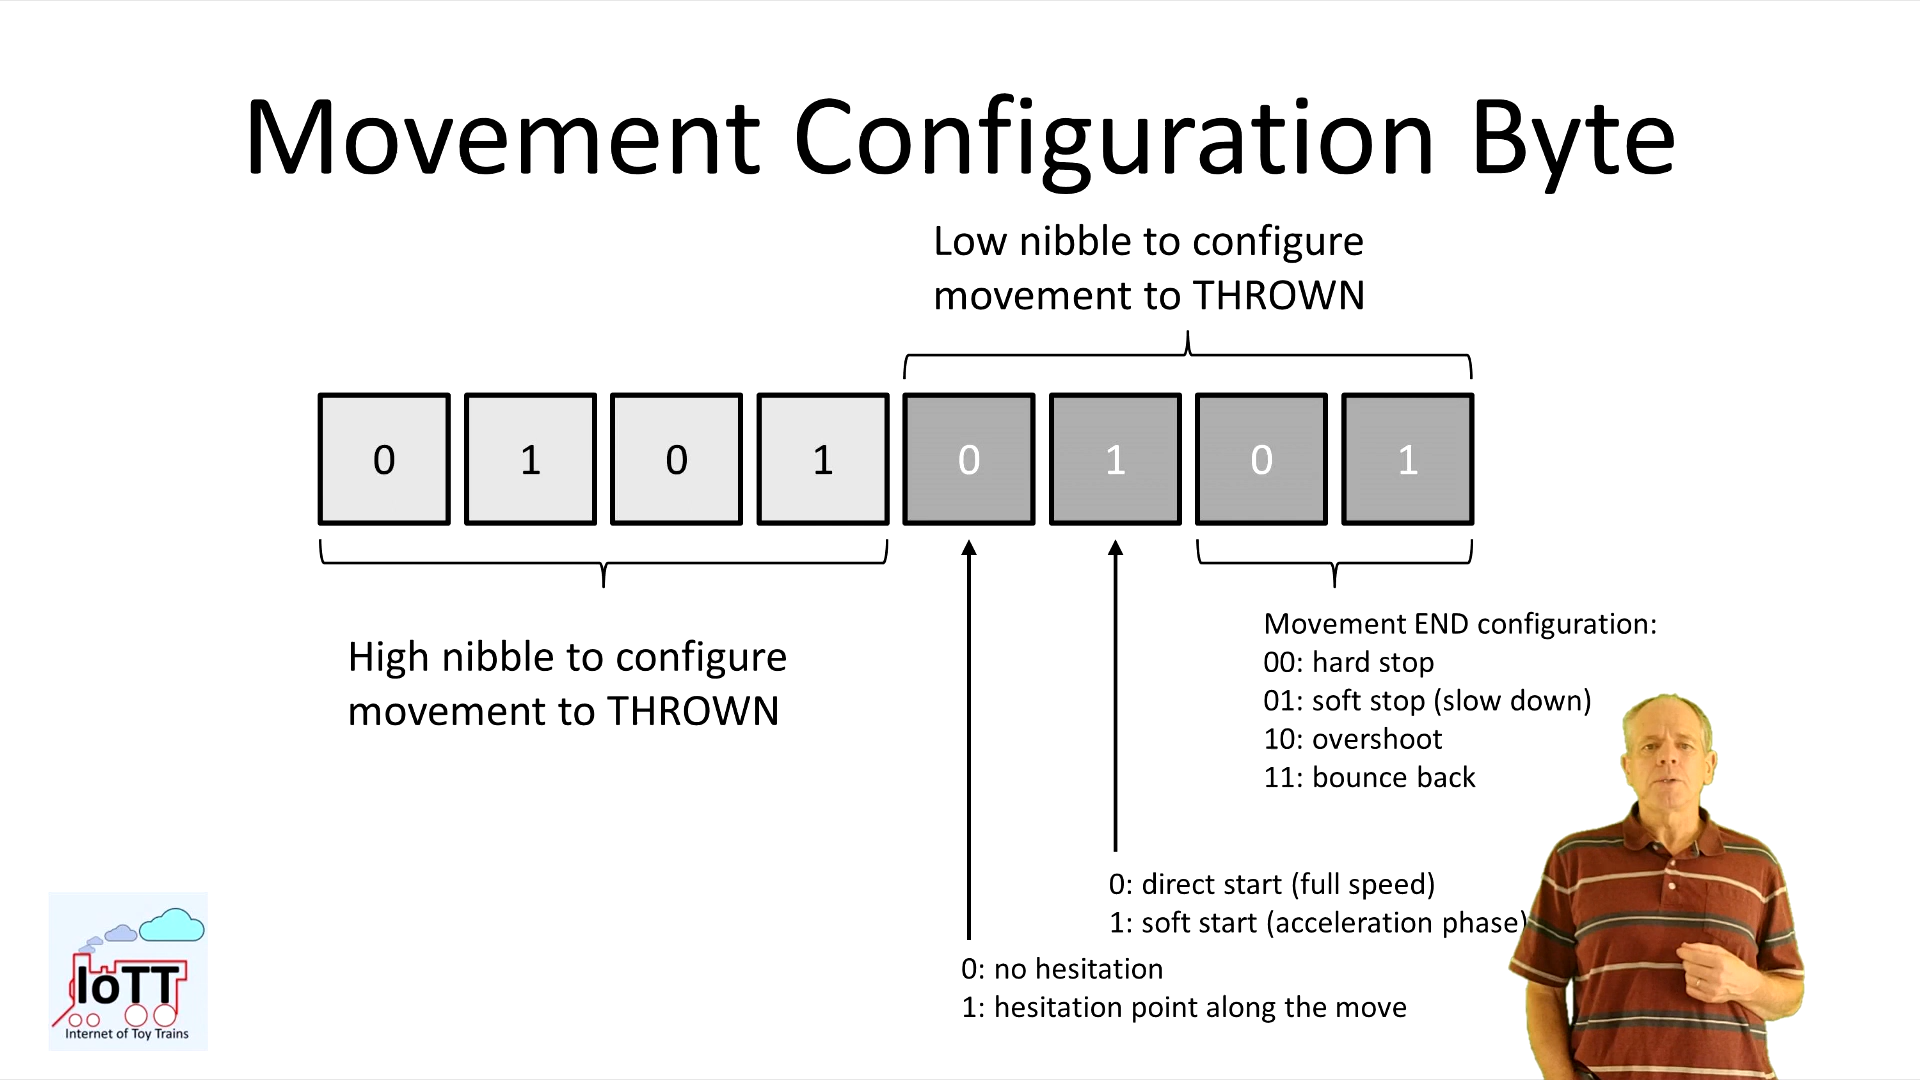 Movement Configuration Byte
Low nibble to configure
movement to THROWN
0 1 0 1 0 1 0 1
High nibble to configure
movement to THROWN
Movement END configuration:
00: hard stop
01: soft stop (slow down)
10: overshoot
11: bounce back
0: direct start (full speed)
1: soft start (acceleration phase)
0: no hesitation
1: hesitation point along the move
IoTT
Internet of Toy Trains